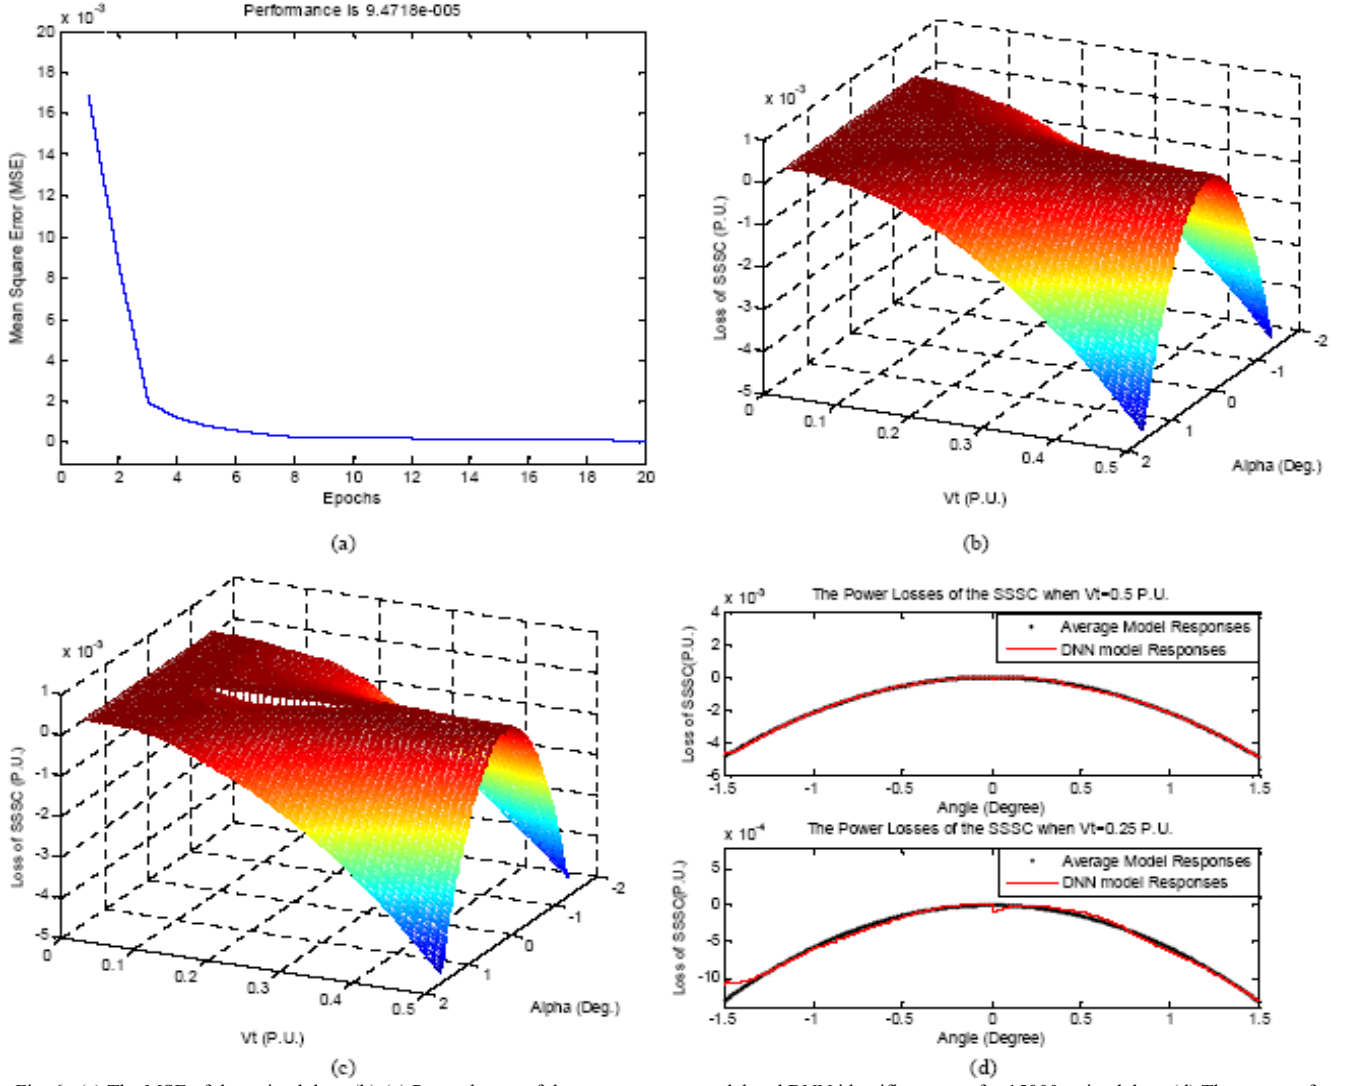 Performance is 9.4718e-005
x 10^-3
20
18
16
14
12
10
8
6
4
2
0
Mean Square Error (MSE)
0 2 4 6 8 10 12 14 16 18 20
Epochs
(a)
x 10^-3
1
0
-1
-2
-3
-4
-5
Loss of SSSC (P.U.)
0 0.1 0.2 0.3 0.4 0.5
Vt (P.U.)
2 1 0 -1 -2
Alpha (Deg.)
(b)
x 10^-3
1
0
-1
-2
-3
-4
-5
Loss of SSSC (P.U.)
0 0.1 0.2 0.3 0.4 0.5
Vt (P.U.)
2 1 0 -1 -2
Alpha (Deg.)
(c)
x 10^-3
The Power Losses of the SSSC when Vt=0.5 P.U.
4
2
0
-2
-4
-6
Loss of SSSC(P.U.)
Average Model Responses
DNN model Responses
-1.5 -1 -0.5 0 0.5 1 1.5
Angle (Degree)
x 10^-4
The Power Losses of the SSSC when Vt=0.25 P.U.
5
0
-5
-10
Loss of SSSC(P.U.)
Average Model Responses
DNN model Responses
-1.5 -1 -0.5 0 0.5 1 1.5
Angle (Degree)
(d)